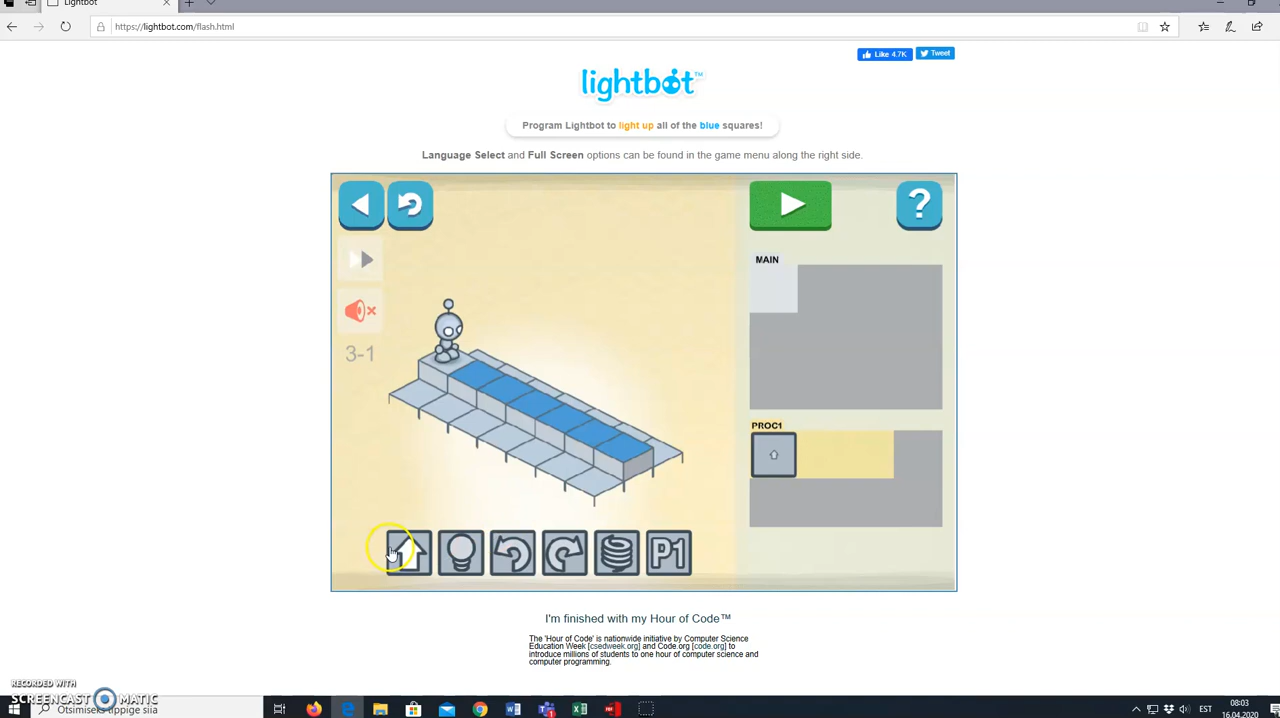 Lightbot
https://lightbot.com/flash.html
Like 4.7K
Tweet
lightbot™
Program Lightbot to light up all of the blue squares!
Language Select and Full Screen options can be found in the game menu along the right side.
?
MAIN
3-1
PROC1
P1
I'm finished with my Hour of Code™
The 'Hour of Code' is nationwide initiative by Computer Science
Education Week [csedweek.org] and Code.org [code.org] to
introduce millions of students to one hour of computer science and
computer programming.
RECORDED WITH
SCREENCAST MATIC
Otsimiseks tippige siia
EST
08:03
16.04.2020